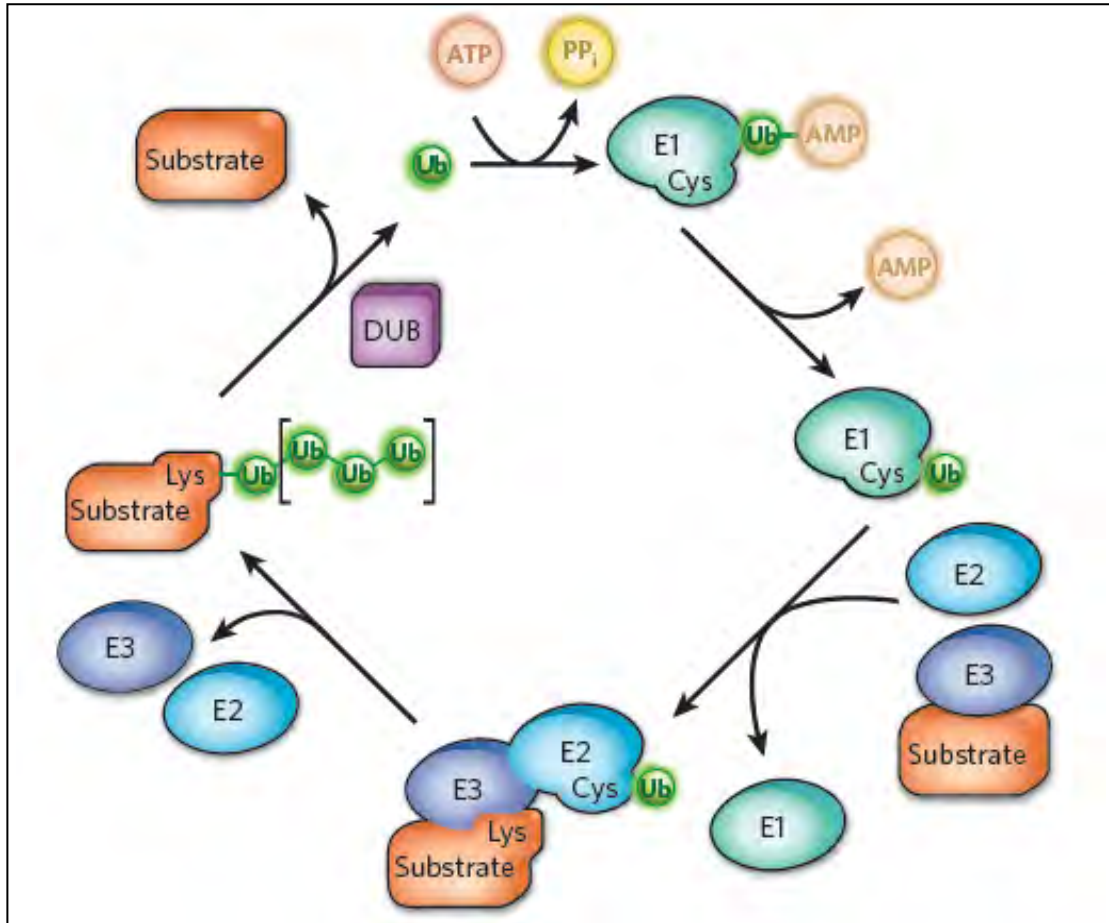 ATP
PPi
Substrate
Ub
E1
Cys
Ub
AMP
AMP
DUB
E1
Cys
Ub
Lys
Substrate
Ub
Ub
Ub
Ub
Ub
E2
E3
Substrate
E3
E2
E2
Cys
Ub
E3
Lys
Substrate
E1